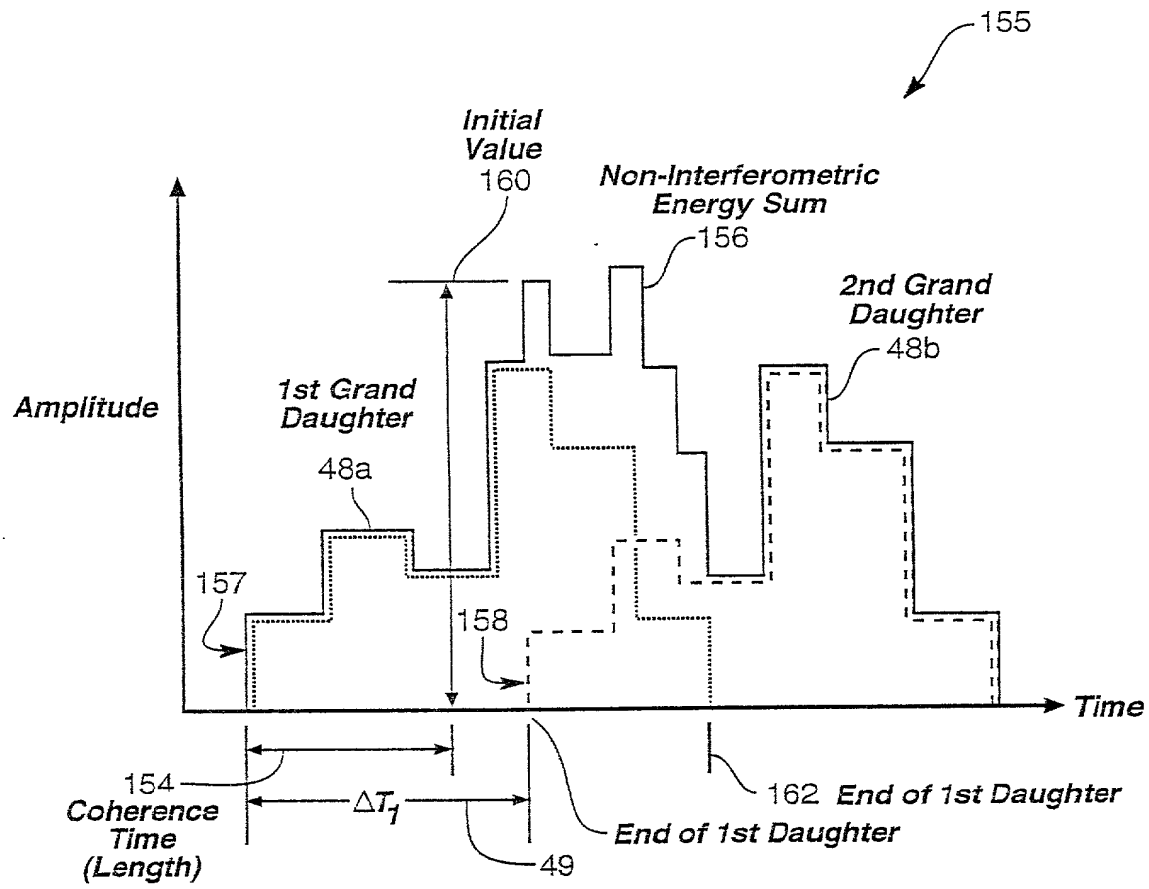 155
Initial
Value
160
Non-Interferometric
Energy Sum
156
2nd Grand
Daughter
48b
1st Grand
Daughter
48a
Amplitude
157
158
Time
154
Coherence
Time
(Length)
ΔT1
162 End of 1st Daughter
End of 1st Daughter
49